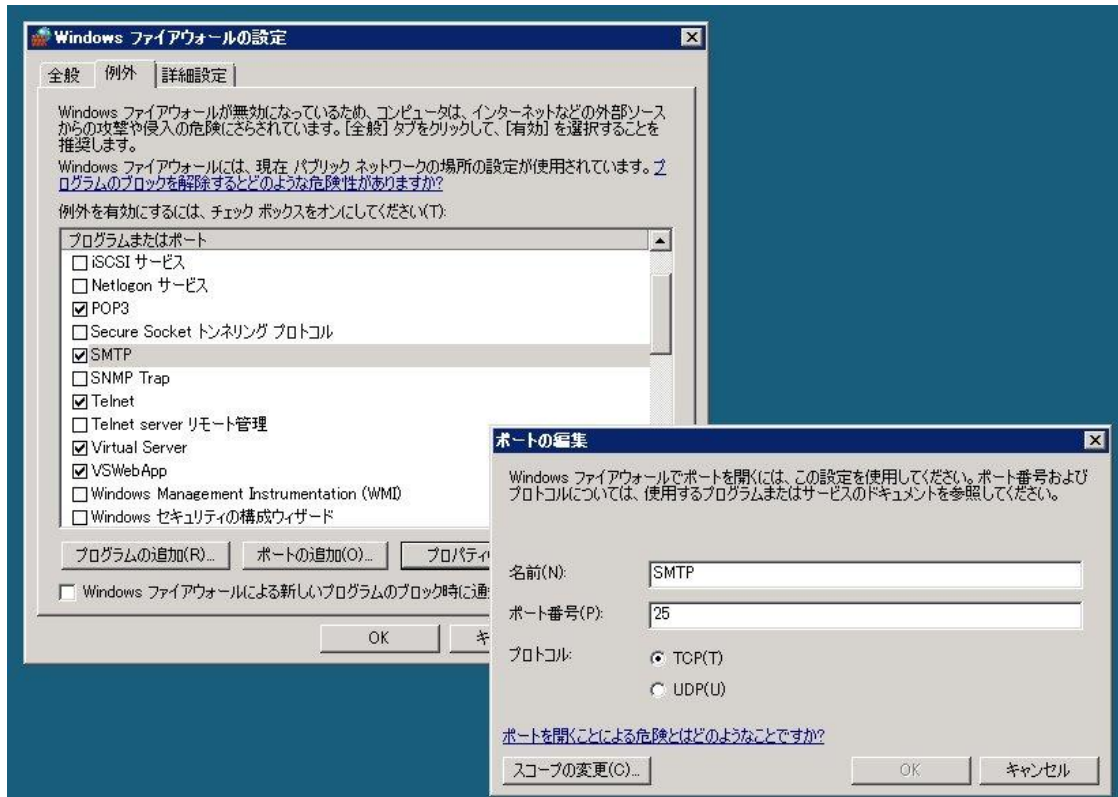 Windows ファイアウォールの設定
全般
例外
詳細設定
Windows ファイアウォールが無効になっているため、コンピュータは、インターネットなどの外部ソース
からの攻撃や侵入の危険にさらされています。[全般] タブをクリックして、[有効] を選択することを
推奨します。
Windows ファイアウォールには、現在 パブリック ネットワークの場所の設定が使用されています。プ
ログラムのブロックを解除するとどのような危険性がありますか?
例外を有効にするには、チェック ボックスをオンにしてください(T):
プログラムまたはポート
iSCSI サービス
Netlogon サービス
POP3
Secure Socket トンネリング プロトコル
SMTP
SNMP Trap
Telnet
Telnet server リモート管理
Virtual Server
VSWebApp
Windows Management Instrumentation (WMI)
Windows セキュリティの構成ウィザード
プログラムの追加(R)...
ポートの追加(O)...
プロパティ
Windows ファイアウォールによる新しいプログラムのブロック時に通
OK
キ
ポートの編集
Windows ファイアウォールでポートを開くには、この設定を使用してください。ポート番号および
プロトコルについては、使用するプログラムまたはサービスのドキュメントを参照してください。
名前(N):
SMTP
ポート番号(P):
25
プロトコル:
TCP(T)
UDP(U)
ポートを開くことによる危険とはどのようなことですか?
スコープの変更(C)...
OK
キャンセル